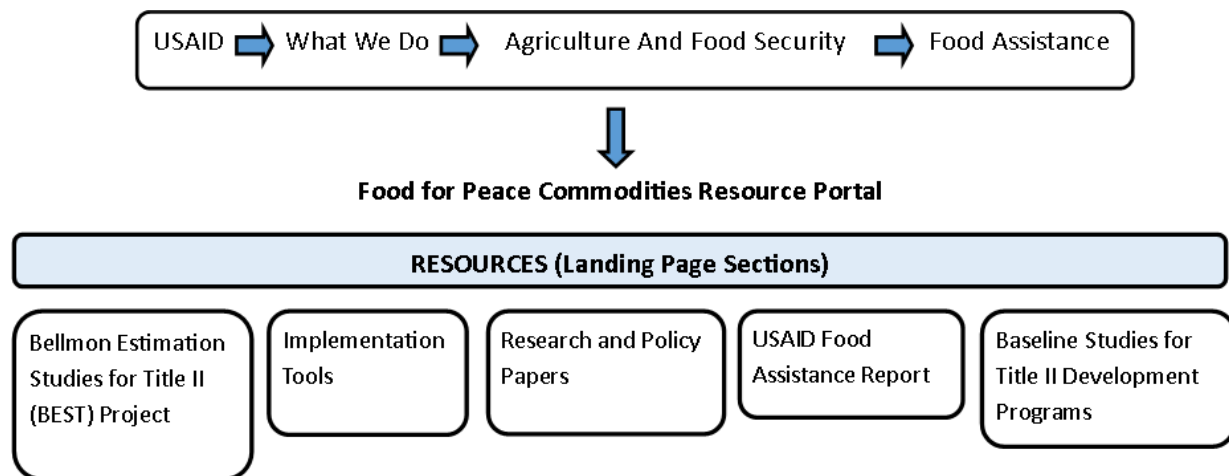 USAID What We Do Agriculture And Food Security Food Assistance
Food for Peace Commodities Resource Portal
RESOURCES (Landing Page Sections)
Bellmon Estimation
Studies for Title II
(BEST) Project
Implementation
Tools
Research and Policy
Papers
USAID Food
Assistance Report
Baseline Studies for
Title II Development
Programs